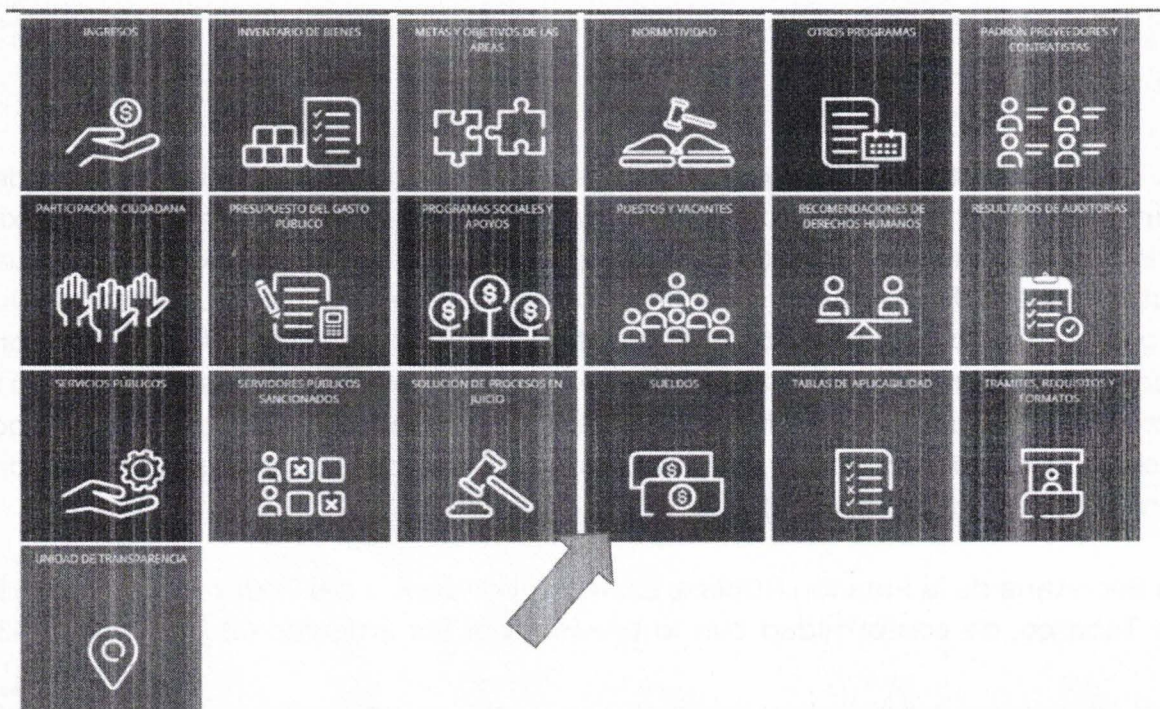 INGRESOS
INVENTARIO DE BIENES
METAS Y OBJETIVOS DE LAS
ÁREAS
NORMATIVIDAD
OTROS PROGRAMAS
PADRÓN PROVEEDORES Y
CONTRATISTAS
PARTICIPACIÓN CIUDADANA
PRESUPUESTO DEL GASTO
PÚBLICO
PROGRAMAS SOCIALES Y
APOYOS
PUESTOS Y VACANTES
RECOMENDACIONES DE
DERECHOS HUMANOS
RESULTADOS DE AUDITORÍAS
SERVICIOS PÚBLICOS
SERVIDORES PÚBLICOS
SANCIONADOS
SOLUCIÓN DE PROCESOS EN
JUICIO
SUELDOS
TABLAS DE APLICABILIDAD
TRÁMITES, REQUISITOS Y
FORMATOS
UNIDAD DE TRANSPARENCIA